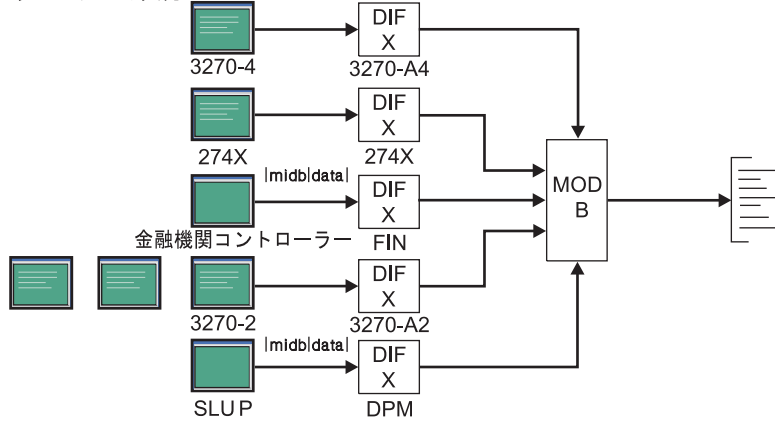 DIF
X
3270-4
3270-A4
DIF
X
274X
274X
|midb|data|
DIF
X
MOD
B
金融機関コントローラー
FIN
DIF
X
3270-2
3270-A2
|midb|data|
DIF
X
SLU P
DPM